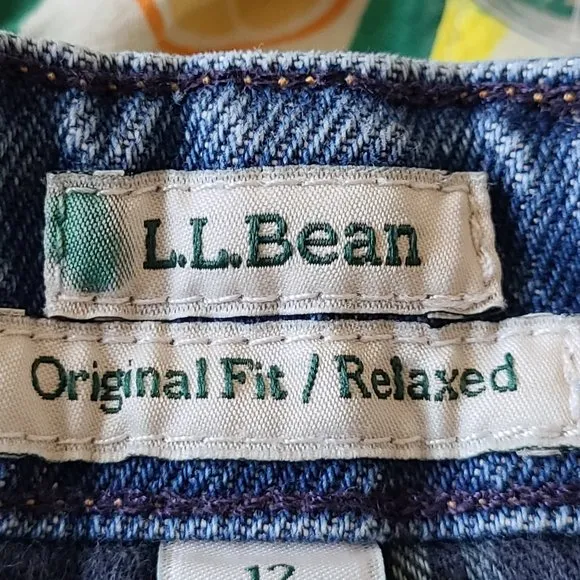 L.L.Bean
Original Fit / Relaxed